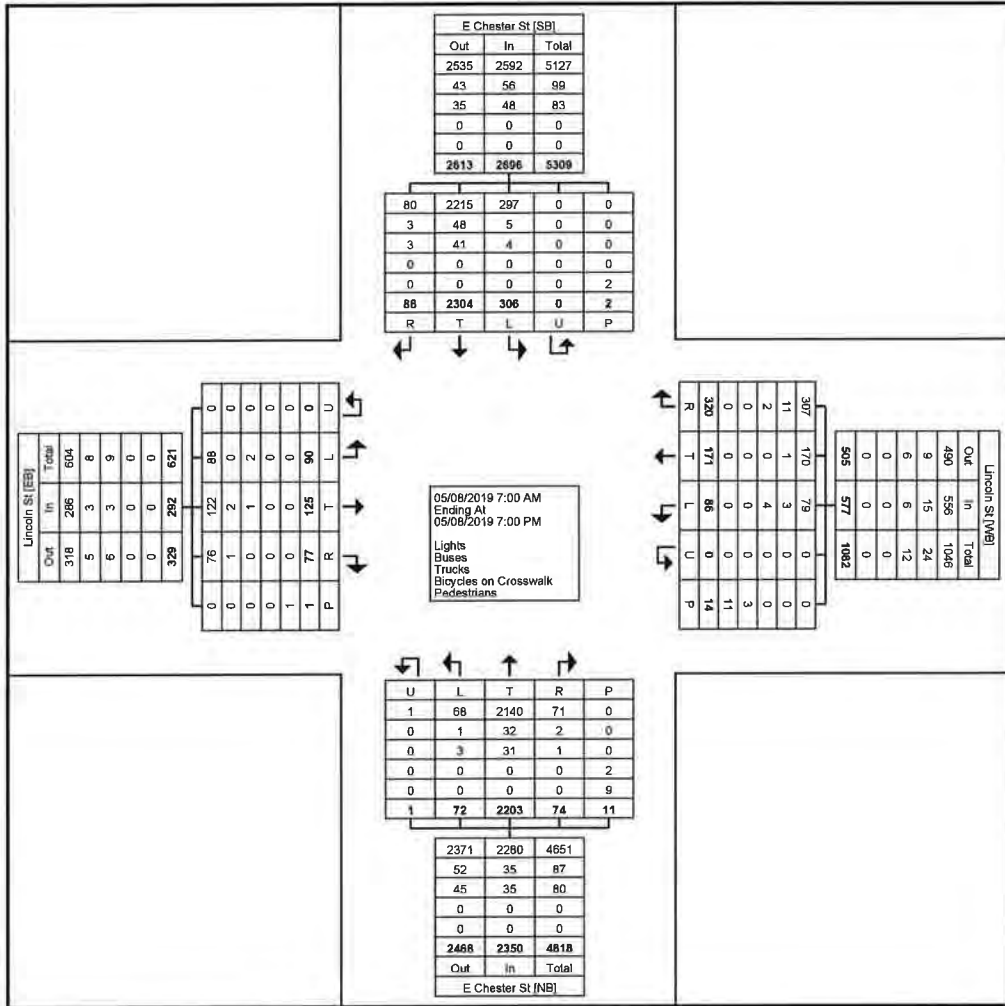 E Chester St [SB]
Out In Total
2535 2592 5127
43 56 99
35 48 83
0 0 0
0 0 0
2613 2696 5309
80 2215 297 0 0
3 48 5 0 0
3 41 4 0 0
0 0 0 0 0
0 0 0 0 2
86 2304 306 0 2
R T L U P
Lincoln St [EB]
Out In Total
318 286 604
5 3 8
6 3 9
0 0 0
0 0 0
329 292 621
0 76 122 88 0
0 1 2 0 0
0 0 1 2 0
0 0 0 0 0
1 0 0 0 0
1 77 125 90 0
P R T L U
05/08/2019 7:00 AM
Ending At
05/08/2019 7:00 PM
Lights
Buses
Trucks
Bicycles on Crosswalk
Pedestrians
Lincoln St [WB]
Out In Total
490 556 1046
9 15 24
6 6 12
0 0 0
0 0 0
505 577 1082
307 170 79 0 0
11 1 3 0 0
2 0 4 0 0
0 0 0 0 3
0 0 0 0 11
320 171 86 0 14
R T L U P
U L T R P
1 68 2140 71 0
0 1 32 2 0
0 3 31 1 0
0 0 0 0 2
0 0 0 0 9
1 72 2203 74 11
2371 2280 4651
52 35 87
45 35 80
0 0 0
0 0 0
2468 2350 4818
Out In Total
E Chester St [NB]